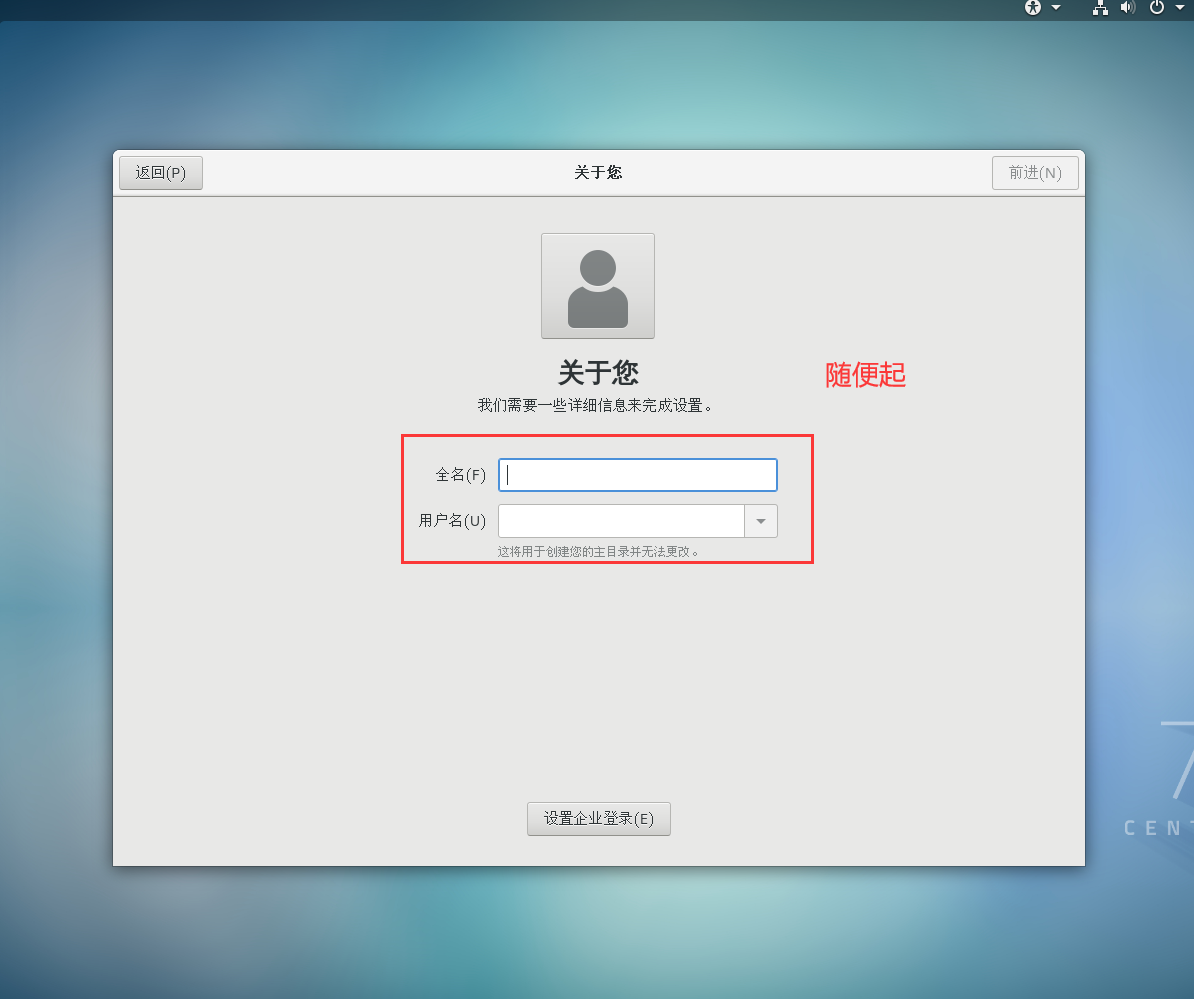 返回(P)
关于您
前进(N)
关于您
随便起
我们需要一些详细信息来完成设置。
全名(F)
用户名(U)
这将用于创建您的主目录并无法更改。
设置企业登录(E)
7
CENT